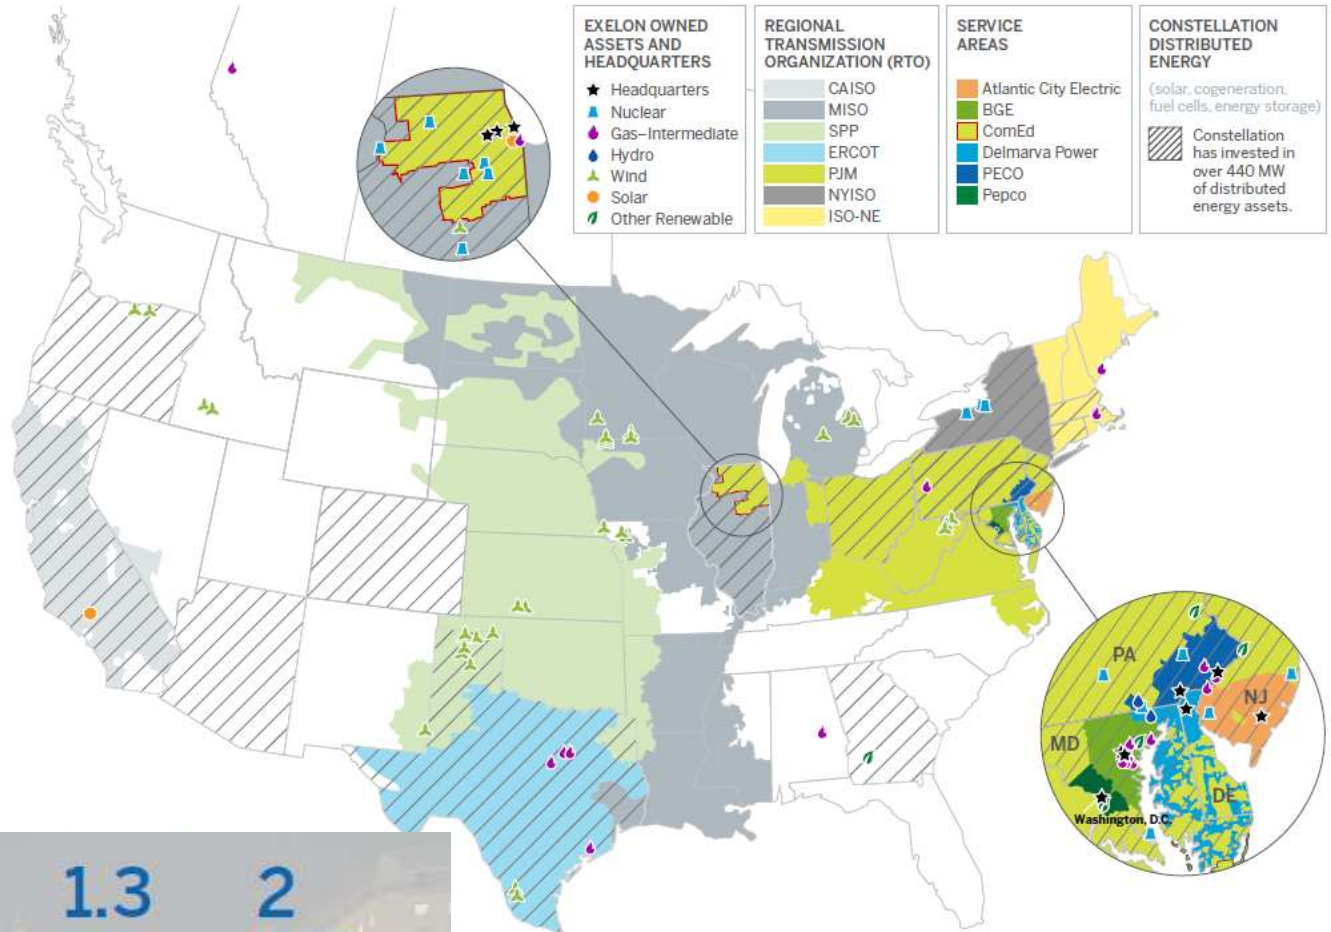 EXELON OWNED
ASSETS AND
HEADQUARTERS
Headquarters
Nuclear
Gas–Intermediate
Hydro
Wind
Solar
Other Renewable
REGIONAL
TRANSMISSION
ORGANIZATION (RTO)
CAISO
MISO
SPP
ERCOT
PJM
NYISO
ISO-NE
SERVICE
AREAS
Atlantic City Electric
BGE
ComEd
Delmarva Power
PECO
Pepco
CONSTELLATION
DISTRIBUTED
ENERGY
(solar, cogeneration,
fuel cells, energy storage)
Constellation
has invested in
over 440 MW
of distributed
energy assets.
PA
NJ
MD
DE
Washington, D.C.
1.3 2